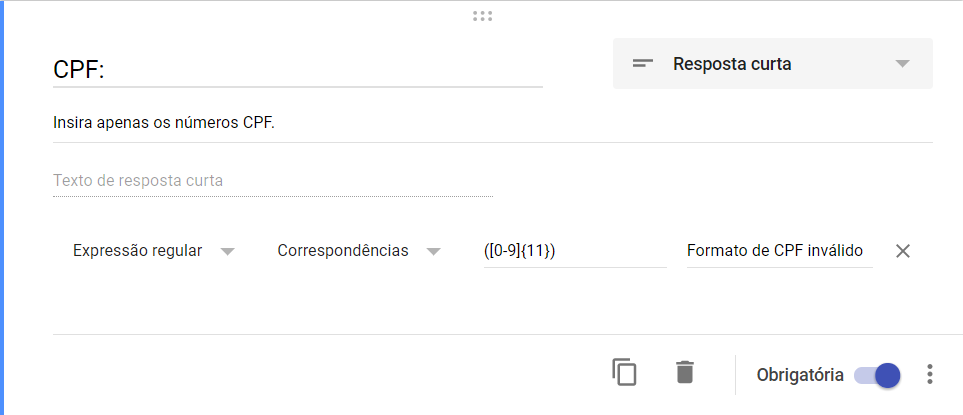 CPF:
Resposta curta
Insira apenas os números CPF.
Texto de resposta curta
Expressão regular Correspondências ([0-9]{11}) Formato de CPF inválido
Obrigatória